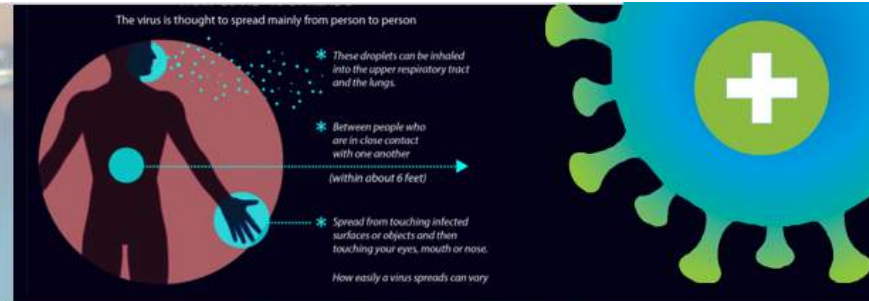 The virus is thought to spread mainly from person to person
These droplets can be inhaled
into the upper respiratory tract
and the lungs.
Between people who
are in close contact
with one another
(within about 6 feet)
Spread from touching infected
surfaces or objects and then
touching your eyes, mouth or nose.
How easily a virus spreads can vary